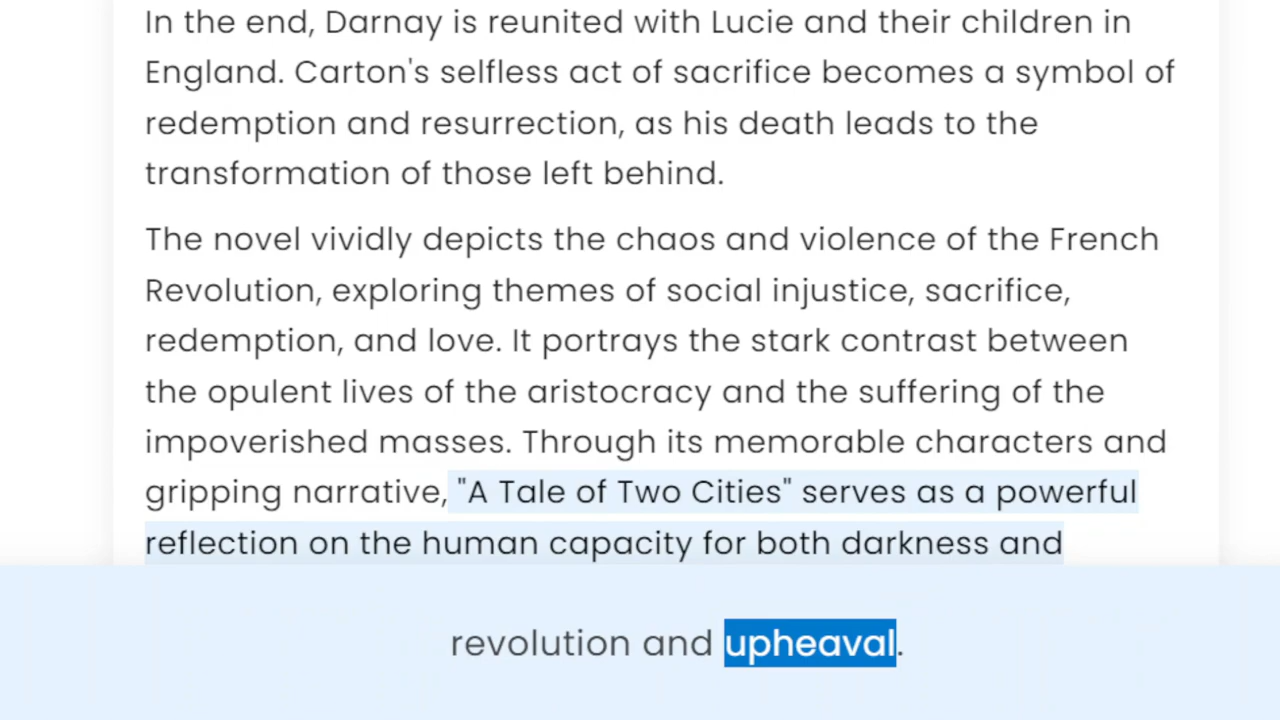 In the end, Darnay is reunited with Lucie and their children in
England. Carton's selfless act of sacrifice becomes a symbol of
redemption and resurrection, as his death leads to the
transformation of those left behind.
The novel vividly depicts the chaos and violence of the French
Revolution, exploring themes of social injustice, sacrifice,
redemption, and love. It portrays the stark contrast between
the opulent lives of the aristocracy and the suffering of the
impoverished masses. Through its memorable characters and
gripping narrative, "A Tale of Two Cities" serves as a powerful
reflection on the human capacity for both darkness and
revolution and upheaval.